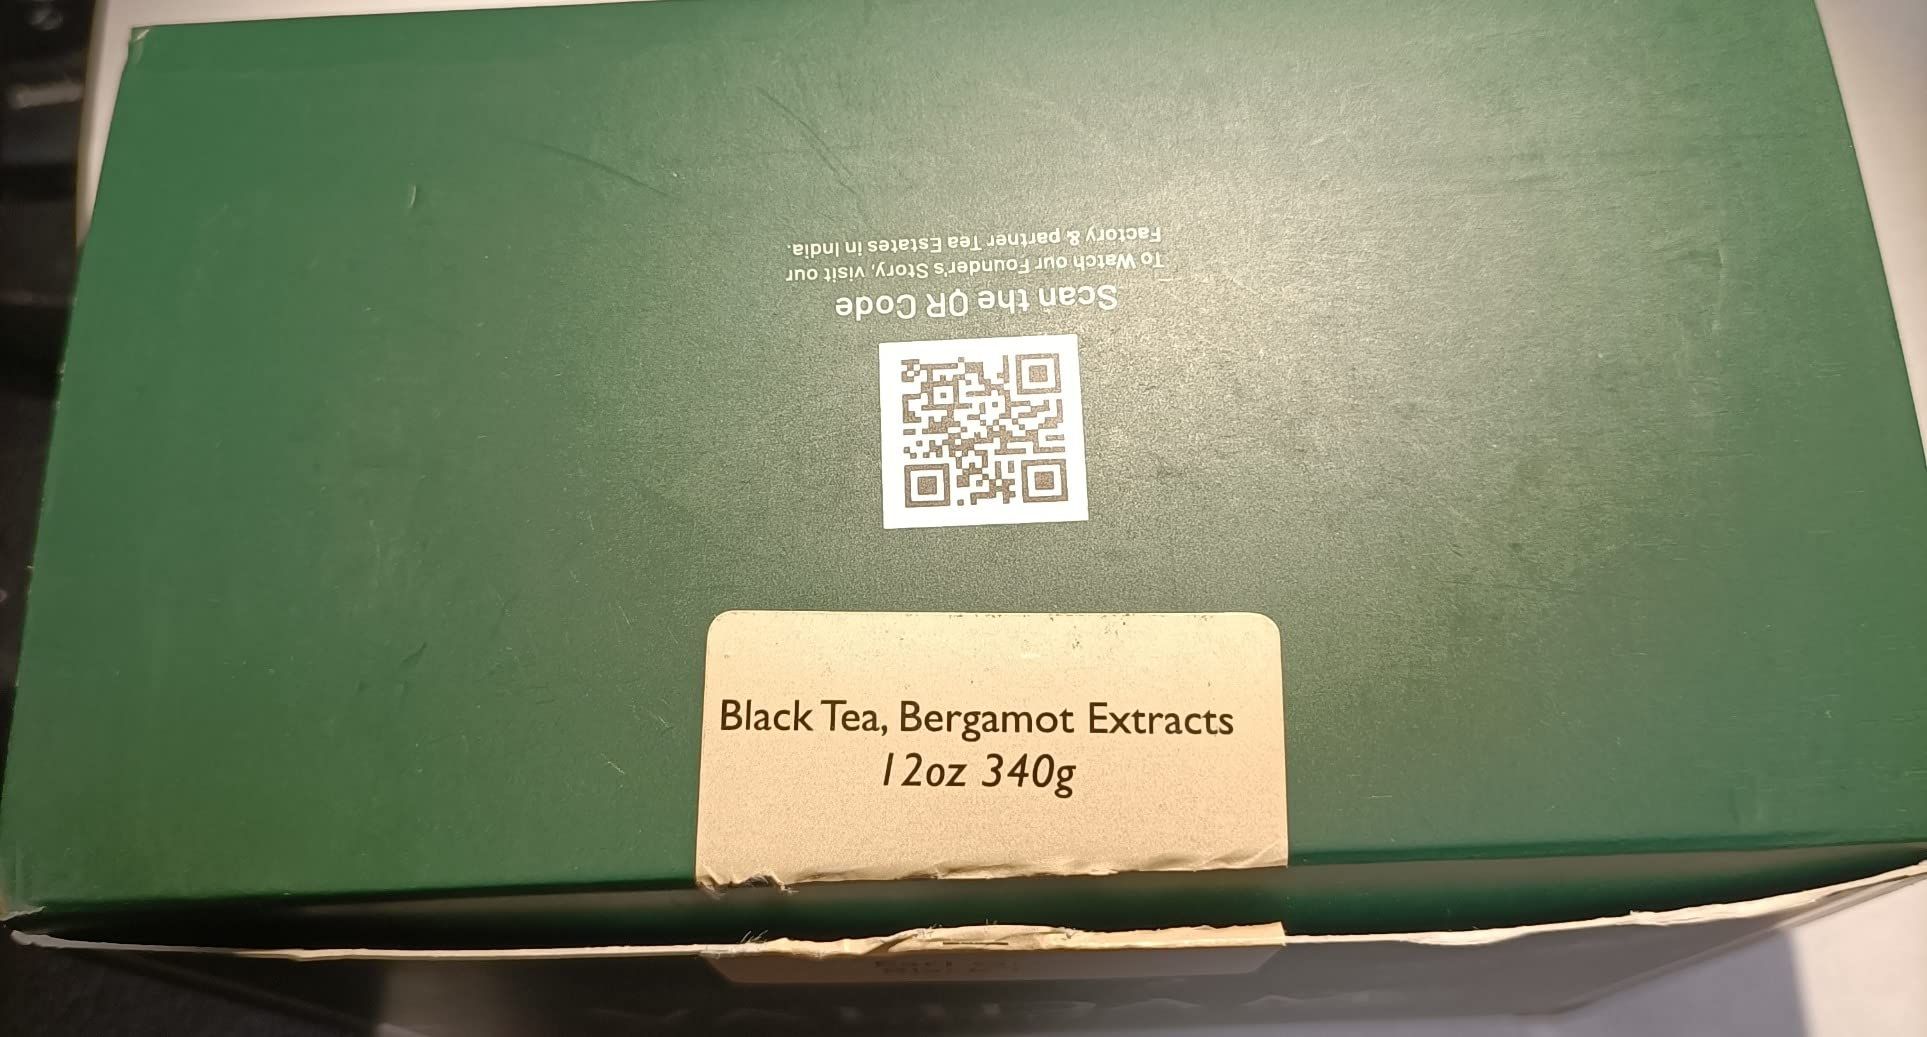 Scan the QR Code
To Watch our Founder's Story, visit our
Factory & partner Tea Estates in India.
Black Tea, Bergamot Extracts
12oz 340g